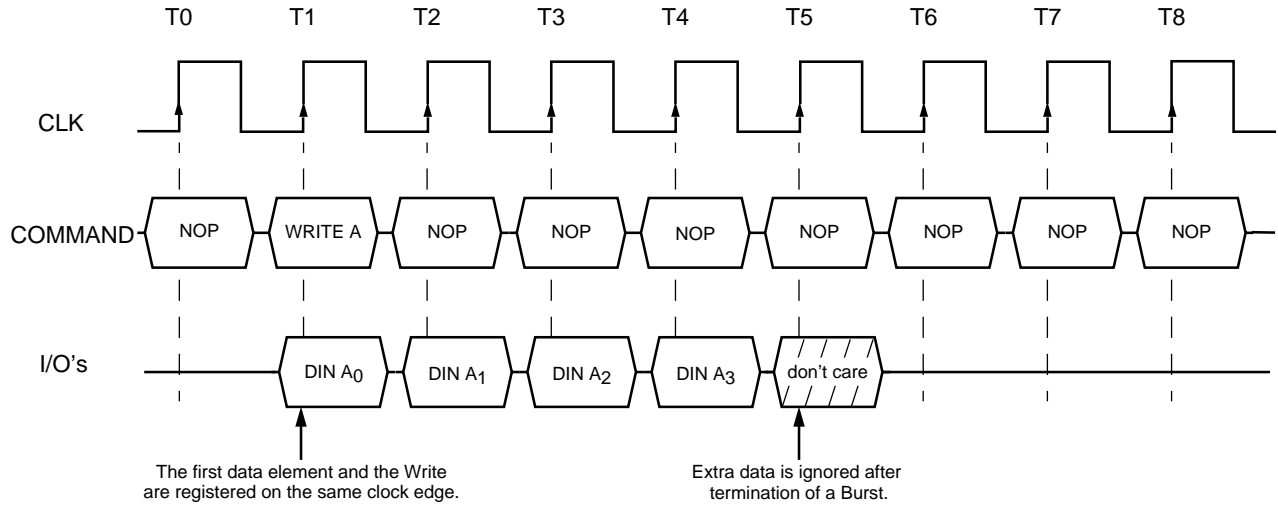 T0 T1 T2 T3 T4 T5 T6 T7 T8
CLK
COMMAND NOP WRITE A NOP NOP NOP NOP NOP NOP NOP
I/O's DIN A0 DIN A1 DIN A2 DIN A3 don't care
The first data element and the Write
are registered on the same clock edge.
Extra data is ignored after
termination of a Burst.